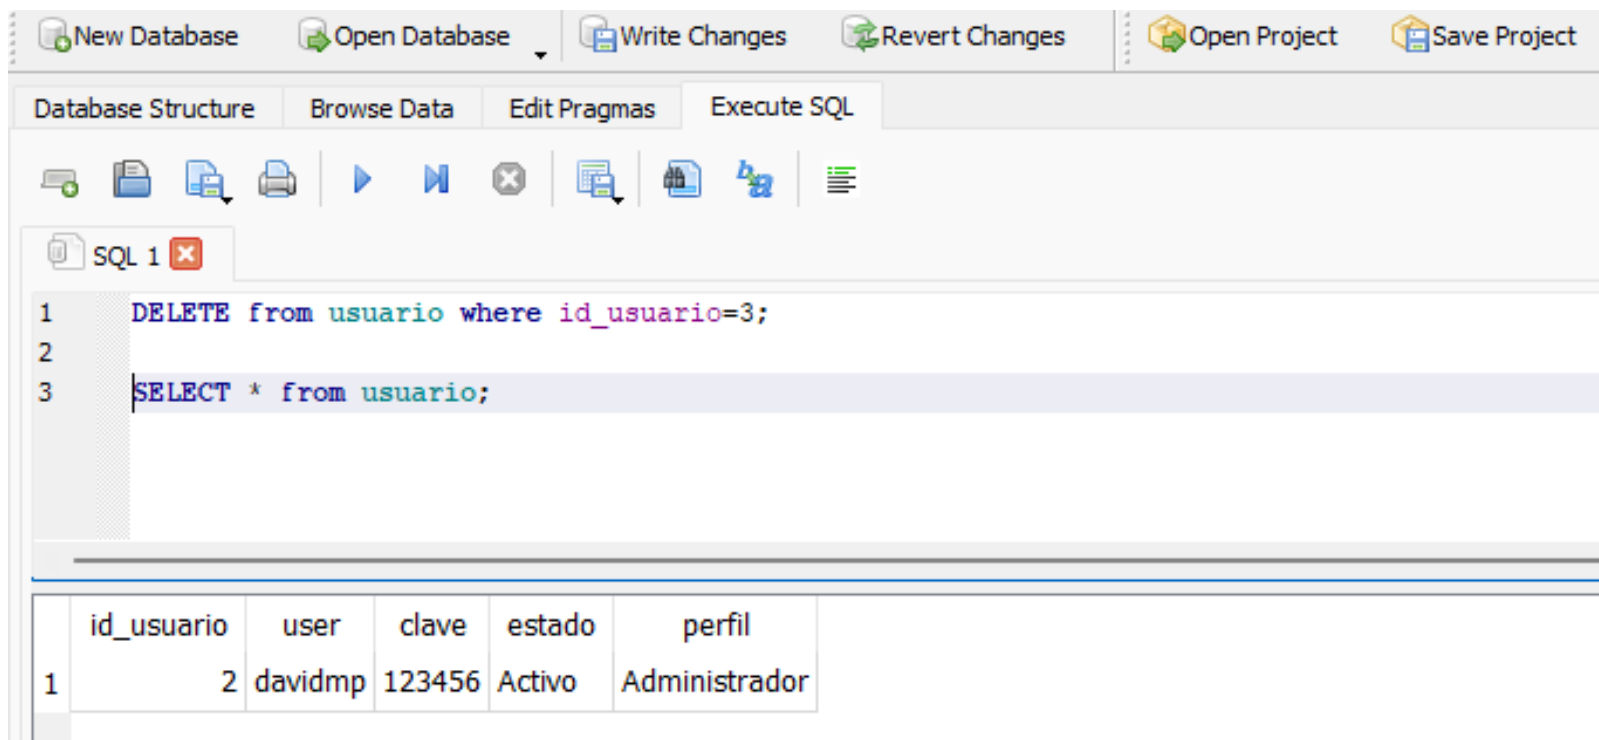 New Database Open Database Write Changes Revert Changes Open Project Save Project
Database Structure Browse Data Edit Pragmas Execute SQL
SQL 1
1 DELETE from usuario where id_usuario=3;
2
3 SELECT * from usuario;
id_usuario user clave estado perfil
1 2 davidmp 123456 Activo Administrador